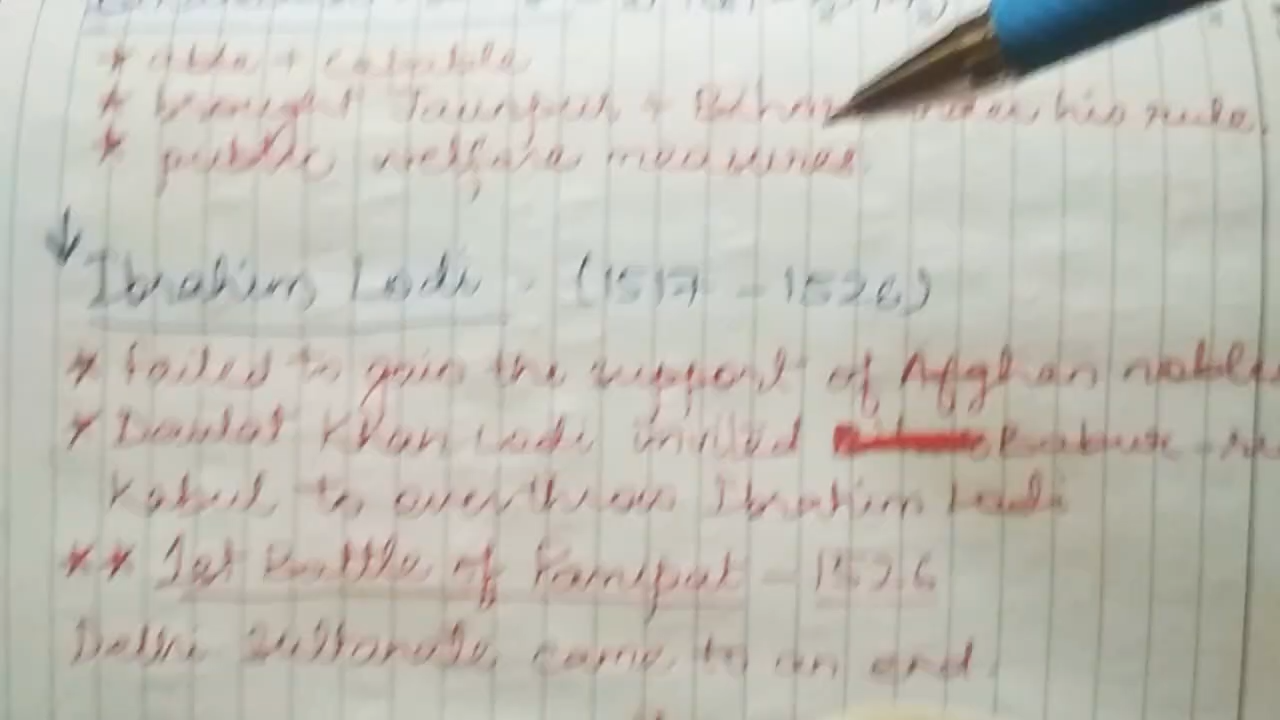 * able + capable
* brought Jaunpur + Bihar under his rule.
* public welfare measures
↓ Ibrahim Lodi - (1517 - 1526)
* failed to gain the support of Afghan nobles
* Daulat Khan Lodi invited Babur
Kabul to overthrow Ibrahim Lodi
** 1st Battle of Panipat - 1526
Delhi Sultanate came to an end.